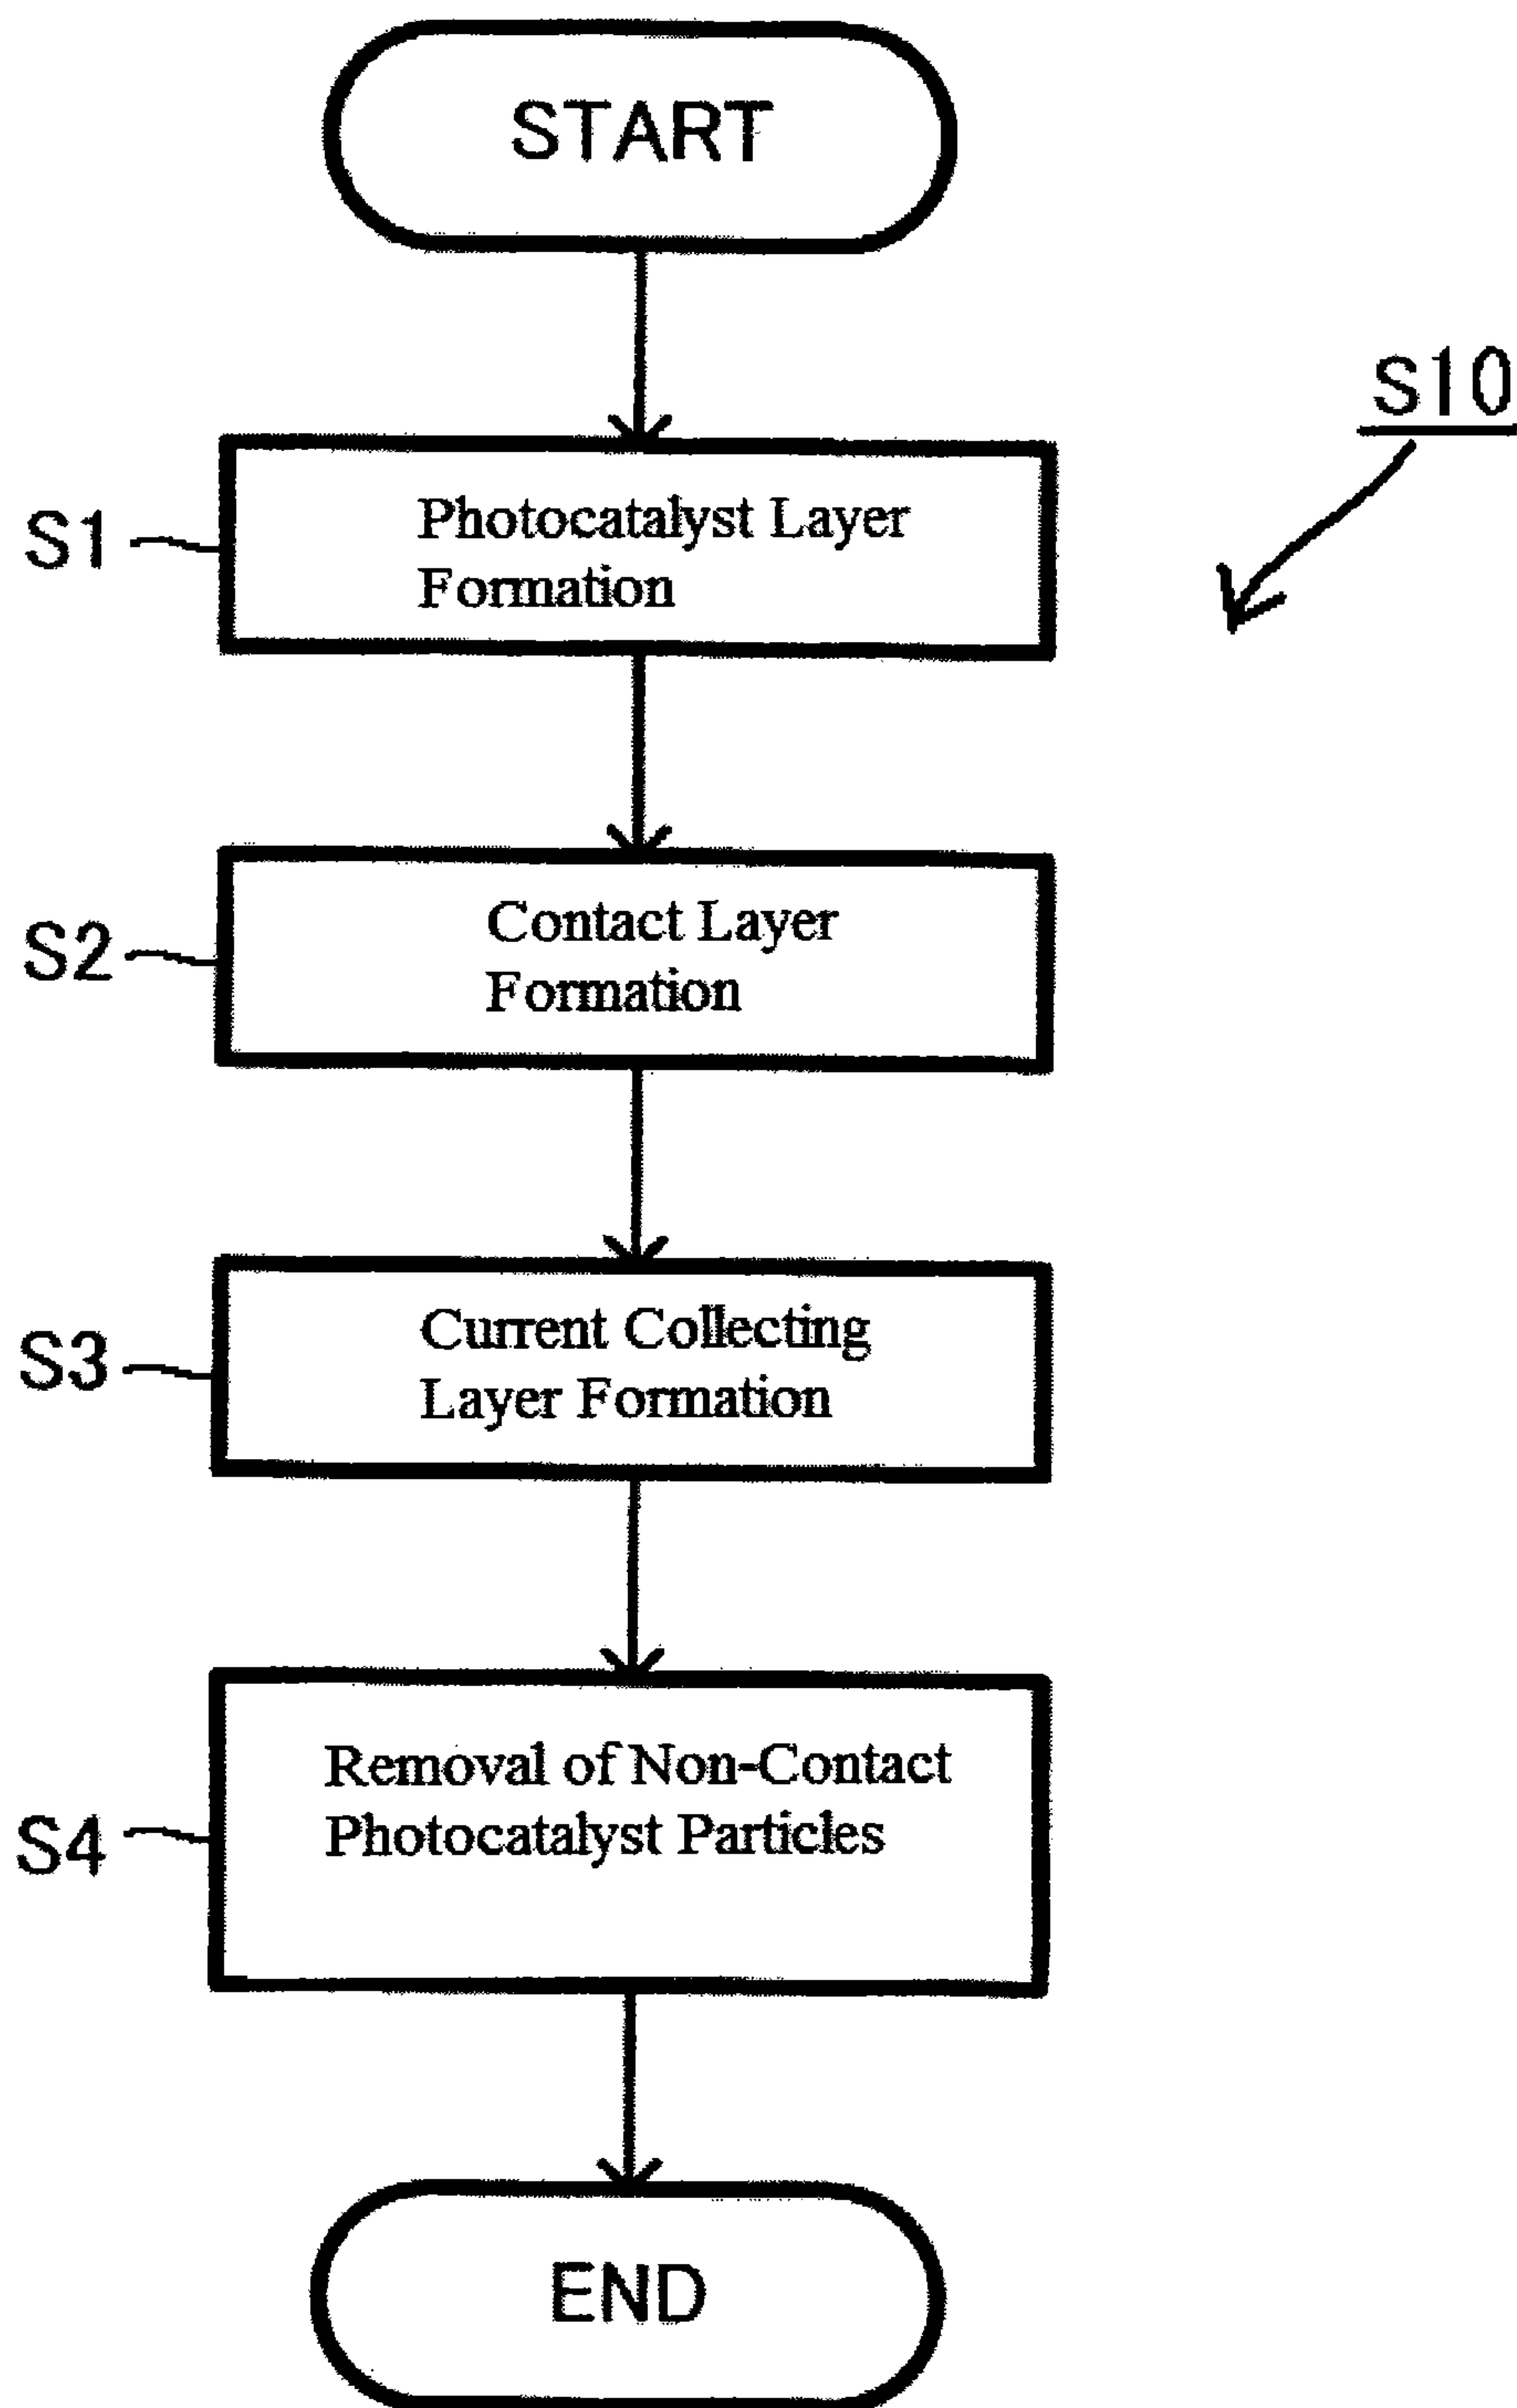 START
S10
S1
Photocatalyst Layer
Formation
S2
Contact Layer
Formation
S3
Current Collecting
Layer Formation
S4
Removal of Non-Contact
Photocatalyst Particles
END